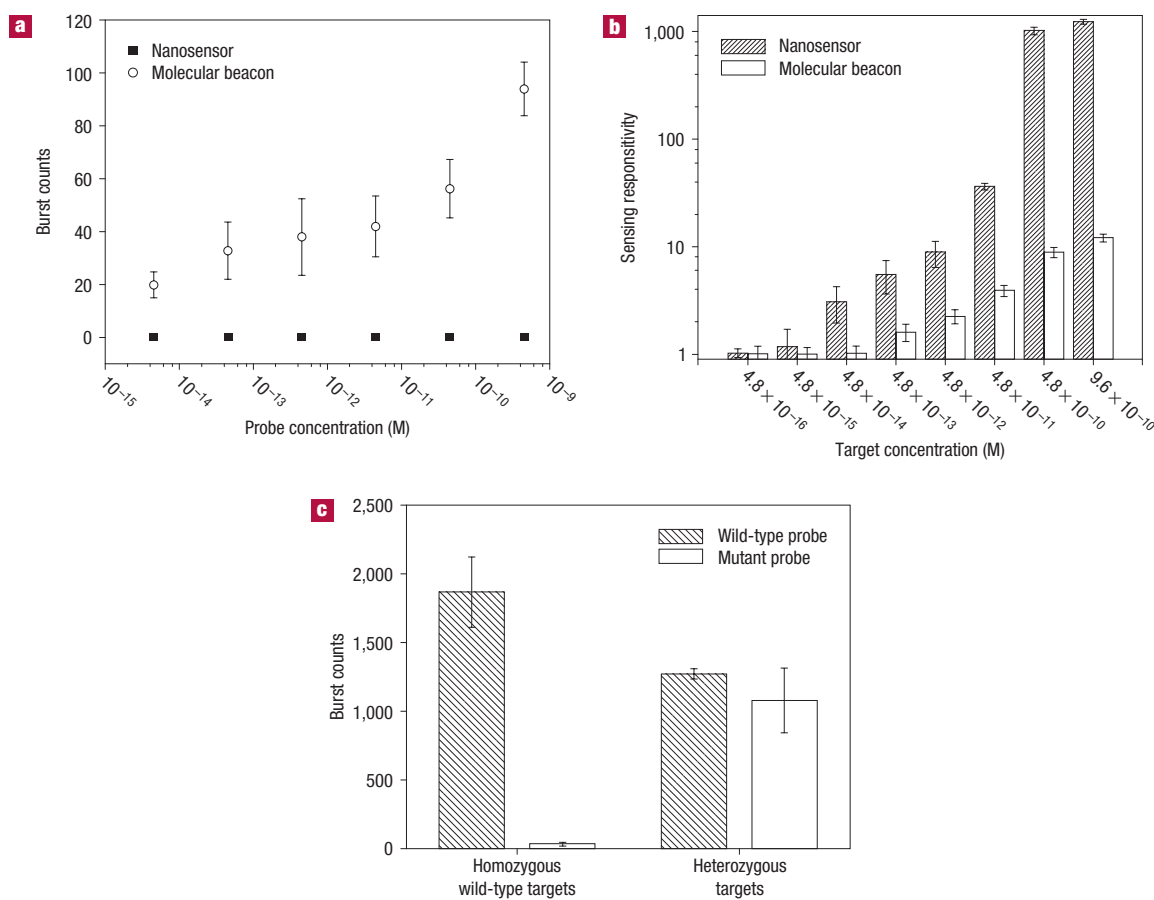 a
120
100
80
60
40
20
0
Burst counts
Nanosensor
Molecular beacon
10⁻¹⁵
10⁻¹⁴
10⁻¹³
10⁻¹²
10⁻¹¹
10⁻¹⁰
10⁻⁹
Probe concentration (M)
b
1,000
100
10
1
Sensing responsitivity
Nanosensor
Molecular beacon
4.8 × 10⁻¹⁶
4.8 × 10⁻¹⁵
4.8 × 10⁻¹⁴
4.8 × 10⁻¹³
4.8 × 10⁻¹²
4.8 × 10⁻¹¹
4.8 × 10⁻¹⁰
9.6 × 10⁻¹⁰
Target concentration (M)
c
2,500
2,000
1,500
1,000
500
0
Burst counts
Wild-type probe
Mutant probe
Homozygous
wild-type targets
Heterozygous
targets